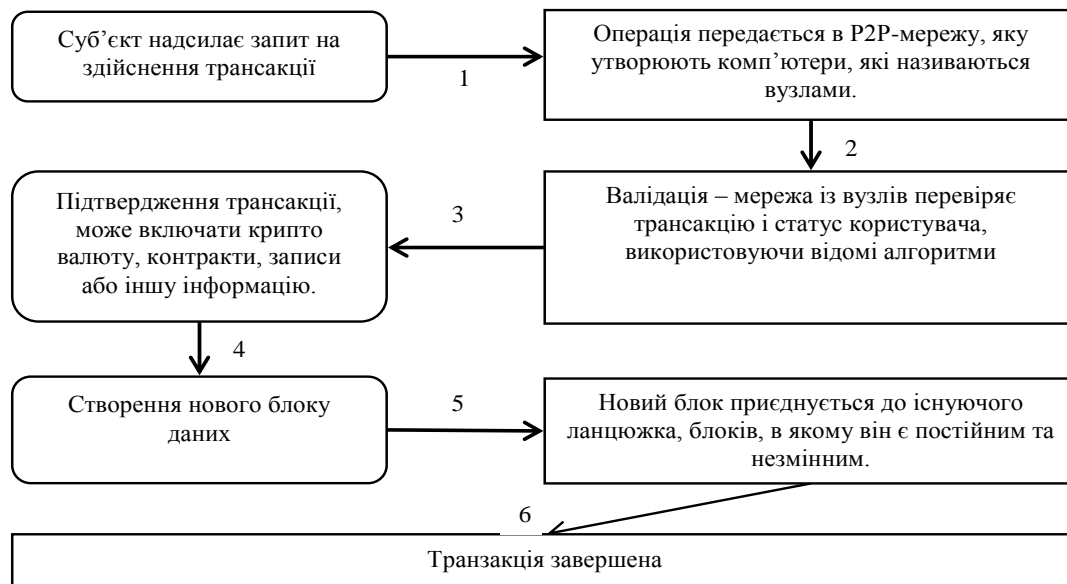 Суб’єкт надсилає запит на
здійснення трансакції
1
Операція передається в P2P-мережу, яку
утворюють комп’ютери, які називаються
вузлами.
2
Валідація – мережа із вузлів перевіряє
трансакцію і статус користувача,
використовуючи відомі алгоритми
3
Підтвердження трансакції,
може включати крипто
валюту, контракти, записи
або іншу інформацію.
4
Створення нового блоку
даних
5
Новий блок приєднується до існуючого
ланцюжка, блоків, в якому він є постійним та
незмінним.
6
Транзакція завершена